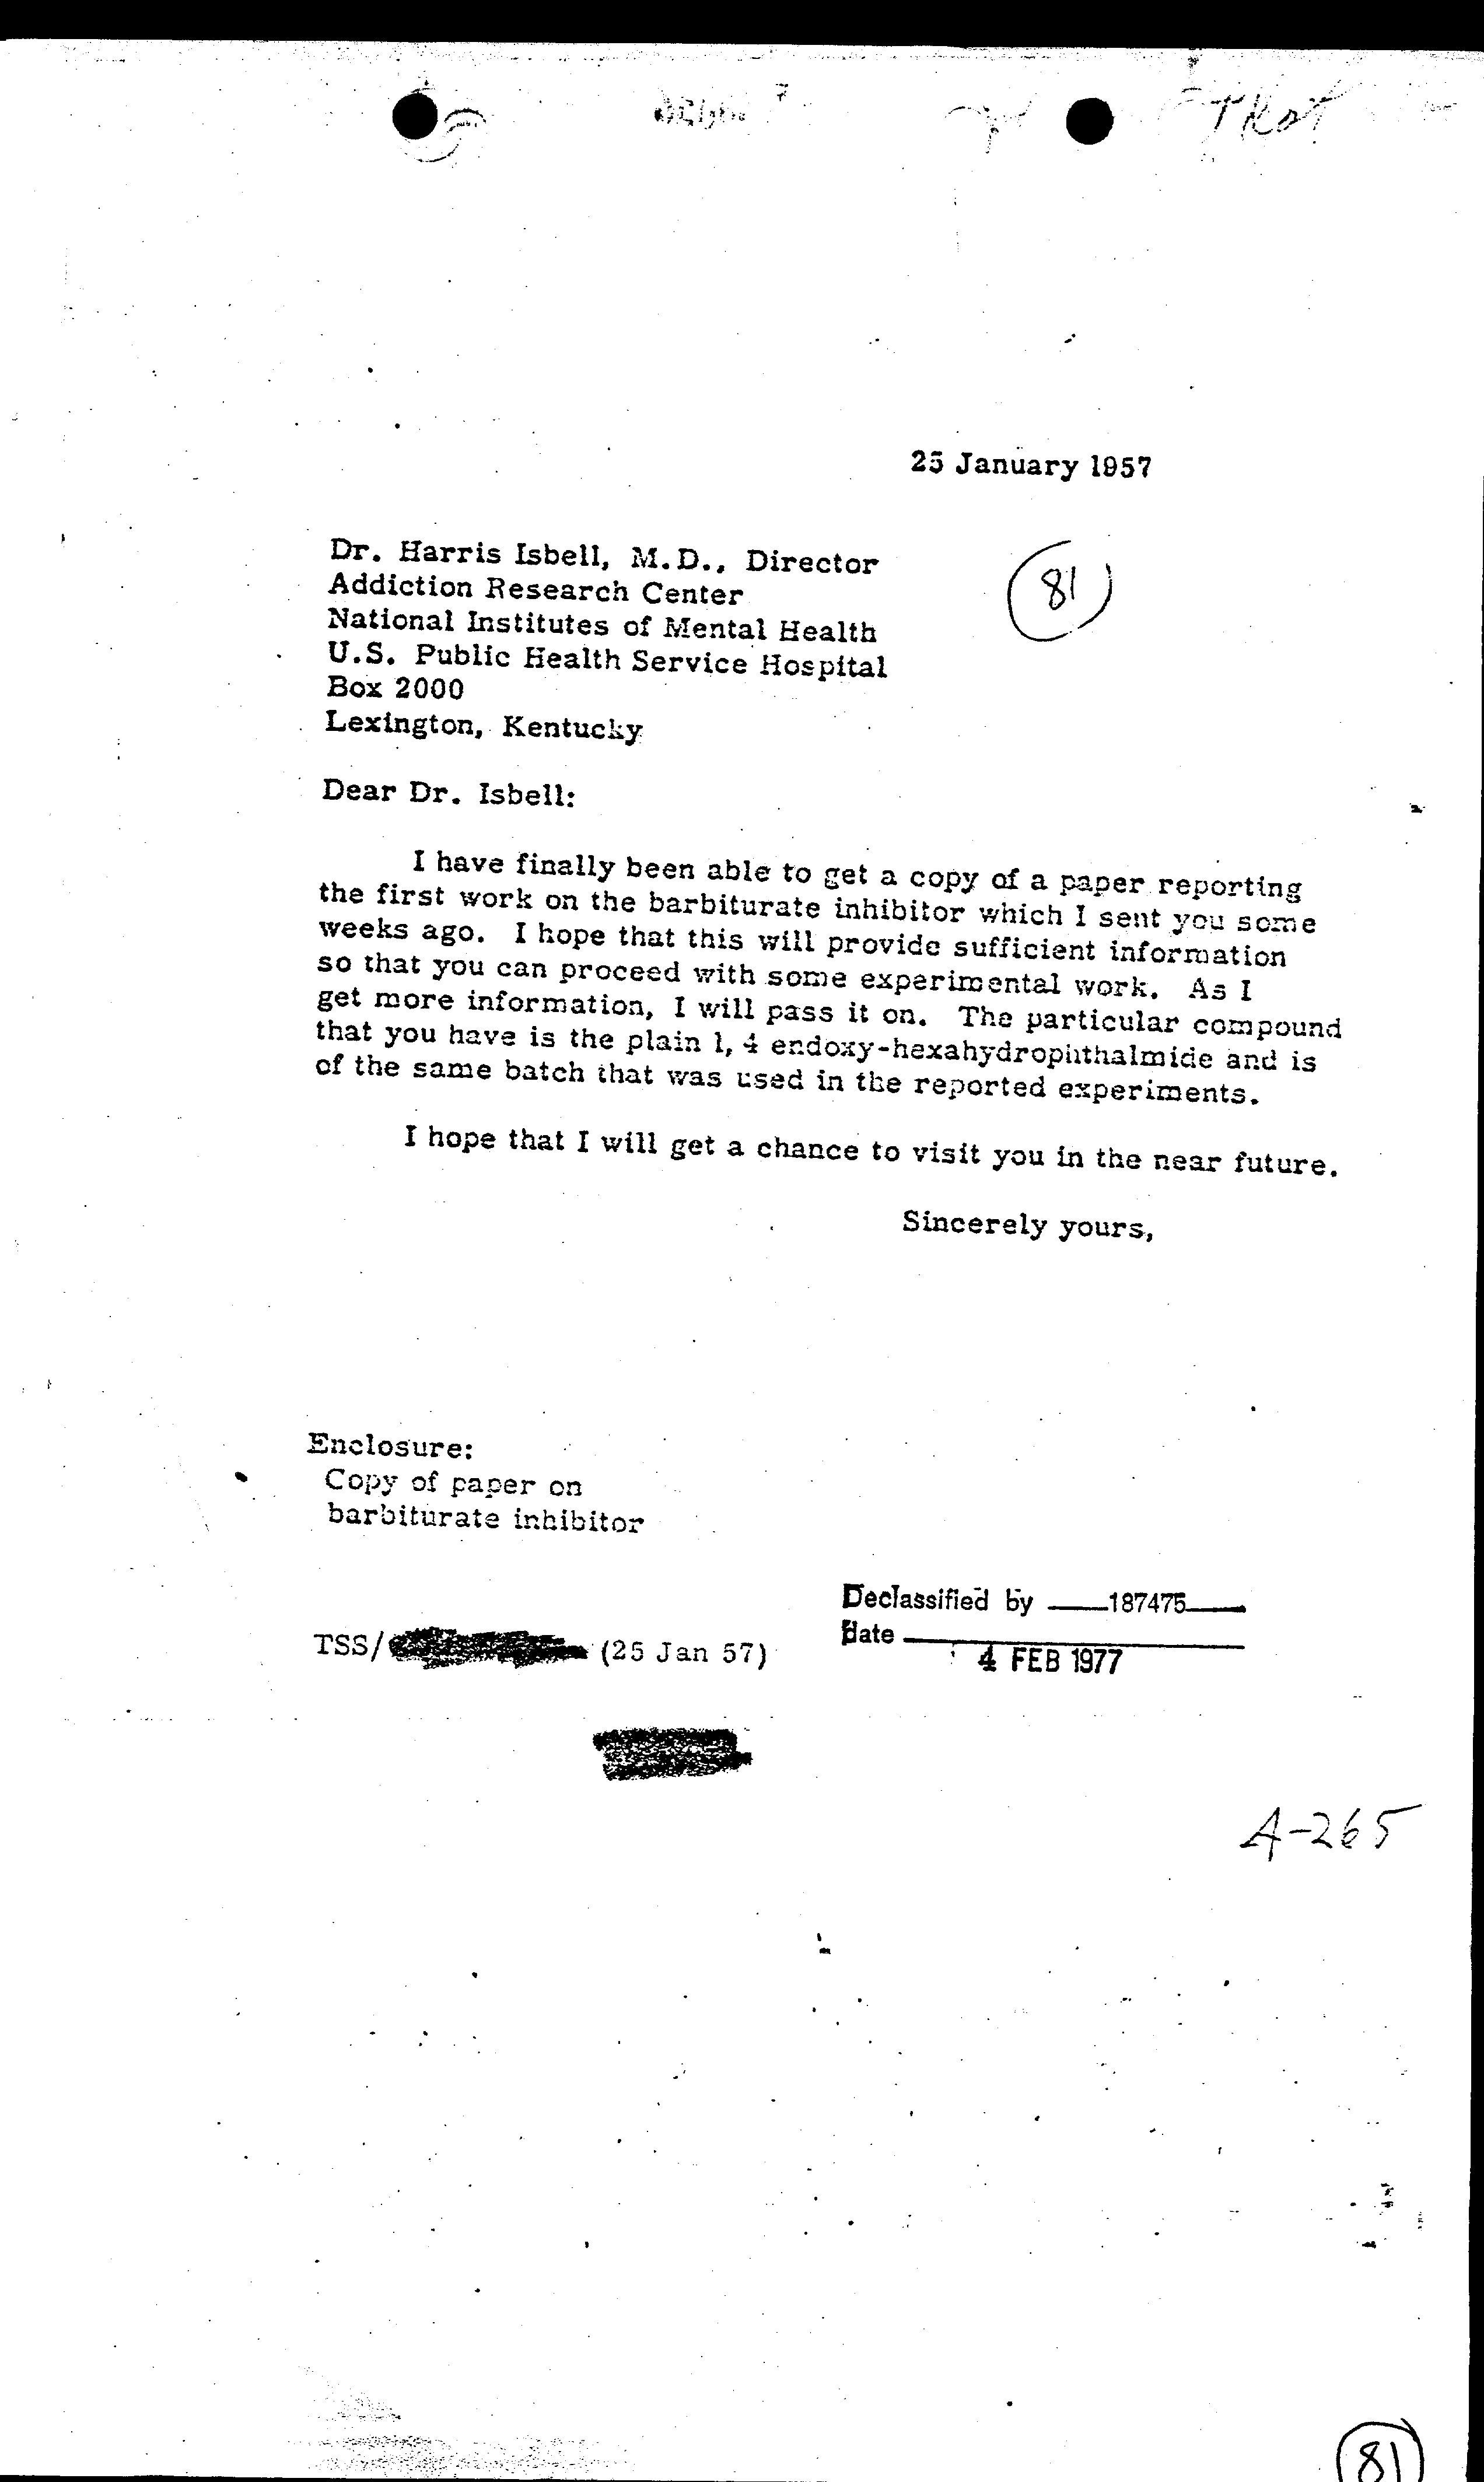 25 January 1957
Dr. Harris Isbell, M.D., Director
81
Addiction Research Center
National Institutes of Mental Health
U.S. Public Health Service Hospital
Box 2000
Lexington, Kentucky
Dear Dr. Isbell:
I have finally been able to get a copy of a paper reporting
the first work on the barbiturate inhibitor which I sent you some
weeks ago. I hope that this will provide sufficient information
so that you can proceed with some experimental work. As I
get more information, I will pass it on. The particular compound
that you have is the plain 1, 4 endoxy-hexahydrophthalmide and is
of the same batch that was used in the reported experiments.
I hope that I will get a chance to visit you in the near future.
Sincerely yours,
Enclosure:
Copy of paper on
barbiturate inhibitor
Declassified by 187475
TSS/ (25 Jan 57)
Date 4 FEB 1977
A-265
81